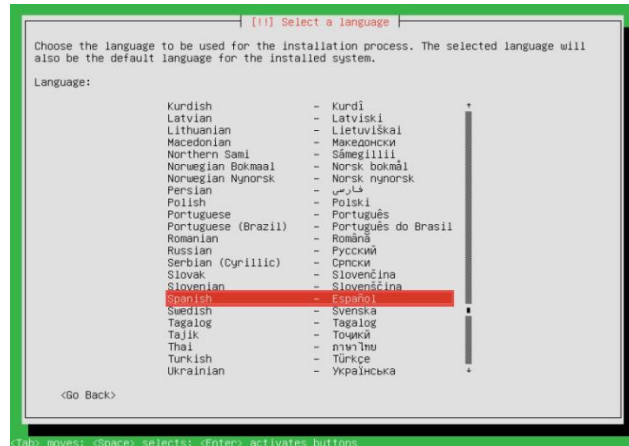 [!!] Select a language
Choose the language to be used for the installation process. The selected language will
also be the default language for the installed system.
Language:
Kurdish - Kurdî
Latvian - Latviski
Lithuanian - Lietuviškai
Macedonian - Македонски
Northern Sami - Sámegillii
Norwegian Bokmaal - Norsk bokmål
Norwegian Nynorsk - Norsk nynorsk
Persian - فارسی
Polish - Polski
Portuguese - Português
Portuguese (Brazil) - Português do Brasil
Romanian - Română
Russian - Русский
Serbian (Cyrillic) - Српски
Slovak - Slovenčina
Slovenian - Slovenščina
Spanish - Español
Swedish - Svenska
Tagalog - Tagalog
Tajik - Тоҷикӣ
Thai - ภาษาไทย
Turkish - Türkçe
Ukrainian - Українська
<Go Back>
<Tab> moves; <Space> selects; <Enter> activates buttons